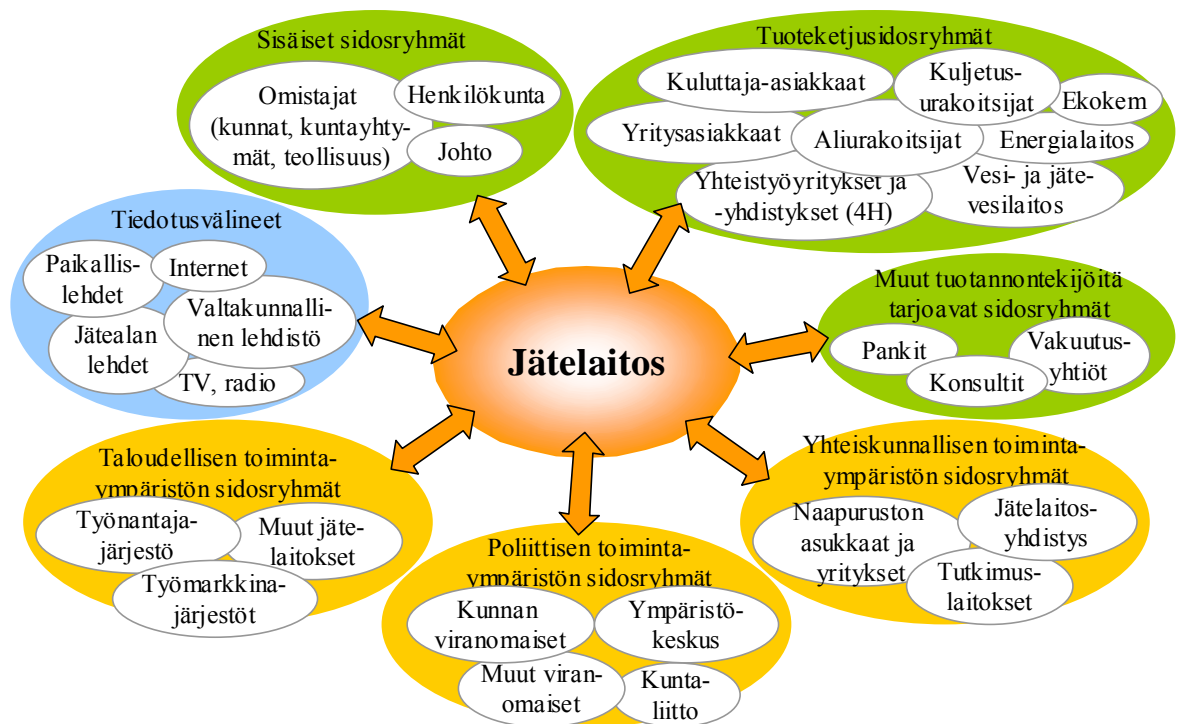 Sisäiset sidosryhmät
Omistajat
(kunnat, kuntayhty-
mät, teollisuus)
Henkilökunta
Johto
Tuoteketjusidosryhmät
Kuluttaja-asiakkaat
Kuljetus-
urakoitsijat
Ekokem
Yritysasiakkaat
Aliurakoitsijat
Energialaitos
Yhteistyöyritykset ja
-yhdistykset (4H)
Vesi- ja jäte-
vesilaitos
Tiedotusvälineet
Paikallis-
lehdet
Internet
Valtakunnalli-
nen lehdistö
Jätealan
lehdet
TV, radio
Jätelaitos
Muut tuotannontekijöitä
tarjoavat sidosryhmät
Pankit
Vakuutus-
yhtiöt
Konsultit
Taloudellisen toiminta-
ympäristön sidosryhmät
Työnantaja-
järjestö
Muut jäte-
laitokset
Työmarkkina-
järjestöt
Poliittisen toiminta-
ympäristön sidosryhmät
Kunnan
viranomaiset
Ympäristö-
keskus
Muut viran-
omaiset
Kunta-
liitto
Yhteiskunnallisen toiminta-
ympäristön sidosryhmät
Naapuruston
asukkaat ja
yritykset
Jätelaitos-
yhdistys
Tutkimus-
laitokset